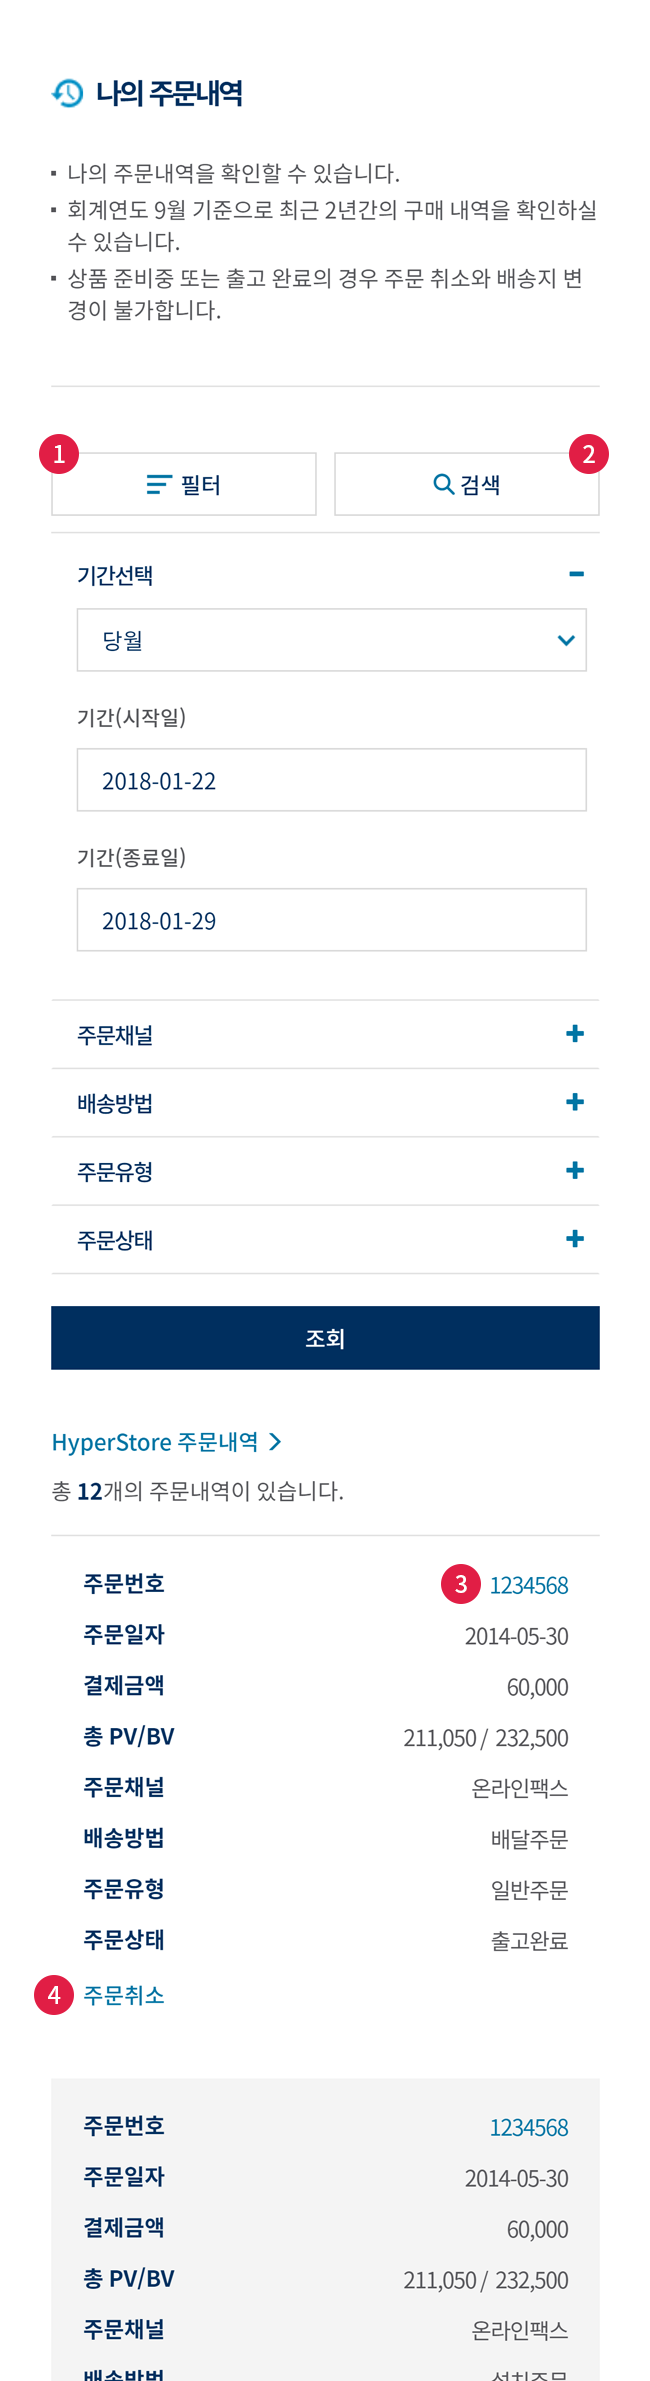 나의 주문내역
나의 주문내역을 확인할 수 있습니다.
회계연도 9월 기준으로 최근 2년간의 구매 내역을 확인하실
수 있습니다.
상품 준비중 또는 출고 완료의 경우 주문 취소와 배송지 변
경이 불가합니다.
1 필터
검색 2
기간선택
당월
기간(시작일)
2018-01-22
기간(종료일)
2018-01-29
주문채널
배송방법
주문유형
주문상태
조회
HyperStore 주문내역
총 12개의 주문내역이 있습니다.
주문번호 3 1234568
주문일자 2014-05-30
결제금액 60,000
총 PV/BV 211,050 / 232,500
주문채널 온라인팩스
배송방법 배달주문
주문유형 일반주문
주문상태 출고완료
4 주문취소
주문번호 1234568
주문일자 2014-05-30
결제금액 60,000
총 PV/BV 211,050 / 232,500
주문채널 온라인팩스
배송방법